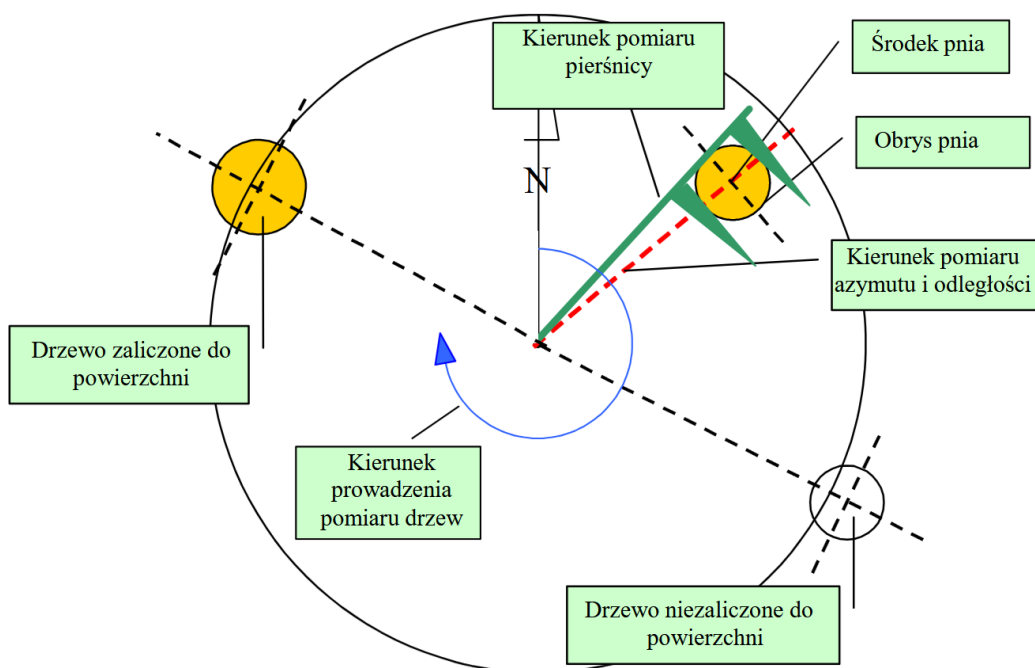 Kierunek pomiaru
pierśnicy
Środek pnia
Obrys pnia
N
Kierunek pomiaru
azymutu i odległości
Drzewo zaliczone do
powierzchni
Kierunek
prowadzenia
pomiaru drzew
Drzewo niezaliczone do
powierzchni